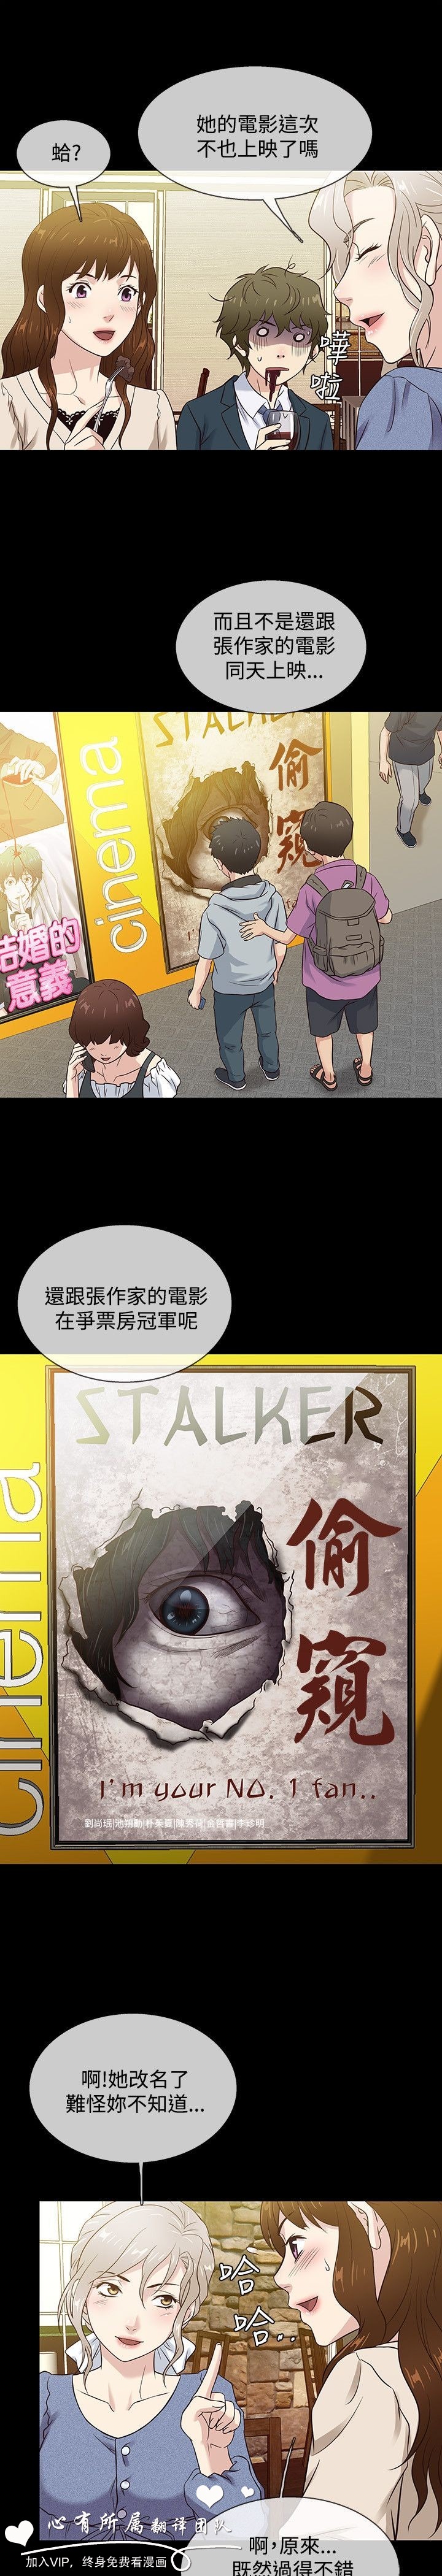 她的電影這次
不也上映了嗎
蛤?
嘩
啦
而且不是還跟
張作家的電影
同天上映...
STALKER
偷
窺
cinema
結婚的
意義
還跟張作家的電影
在爭票房冠軍呢
STALKER
偷
窺
cinema
I'm your NO. 1 fan..
啊!她改名了
難怪妳不知道...
哈
哈..
心有所属翻译团队
加入VIP，终身免费看漫画
啊,原來...
既然過得不錯